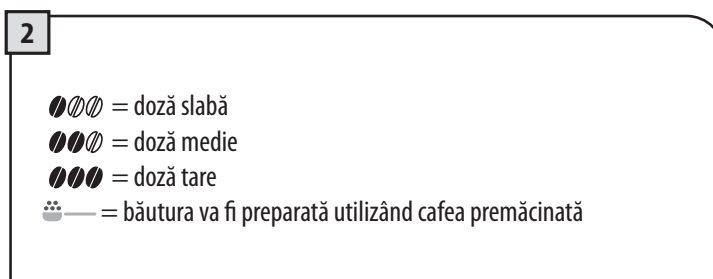 2
= doză slabă
= doză medie
= doză tare
= băutura va fi preparată utilizând cafea premăcinată